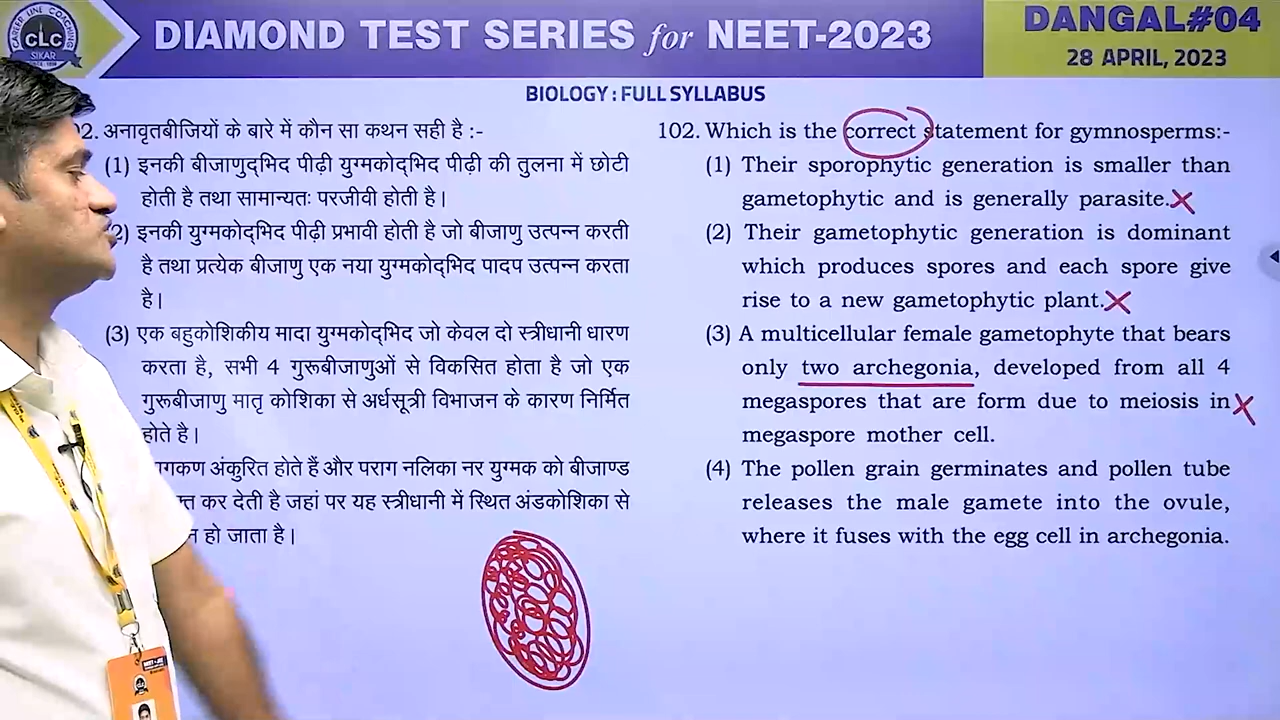 CAREER LINE COACHING
CLC
SIKAR
DIAMOND TEST SERIES for NEET-2023
DANGAL#04
28 APRIL, 2023
BIOLOGY : FULL SYLLABUS
2. अनावृतबीजियों के बारे में कौन सा कथन सही है :-
(1) इनकी बीजाणुद्भिद पीढ़ी युग्मकोद्भिद पीढ़ी की तुलना में छोटी
होती है तथा सामान्यतः परजीवी होती है।
2) इनकी युग्मकोद्भिद पीढ़ी प्रभावी होती है जो बीजाणु उत्पन्न करती
है तथा प्रत्येक बीजाणु एक नया युग्मकोद्भिद पादप उत्पन्न करता
है।
(3) एक बहुकोशिकीय मादा युग्मकोद्भिद जो केवल दो स्त्रीधानी धारण
करता है, सभी 4 गुरूबीजाणुओं से विकसित होता है जो एक
गुरूबीजाणु मातृ कोशिका से अर्धसूत्री विभाजन के कारण निर्मित
होते है।
अंकुरित होते हैं और पराग नलिका नर युग्मक को बीजाण्ड
कर देती है जहां पर यह स्त्रीधानी में स्थित अंडकोशिका से
हो जाता है।
102. Which is the correct statement for gymnosperms:-
(1) Their sporophytic generation is smaller than
gametophytic and is generally parasite.
(2) Their gametophytic generation is dominant
which produces spores and each spore give
rise to a new gametophytic plant.
(3) A multicellular female gametophyte that bears
only two archegonia, developed from all 4
megaspores that are form due to meiosis in
megaspore mother cell.
(4) The pollen grain germinates and pollen tube
releases the male gamete into the ovule,
where it fuses with the egg cell in archegonia.